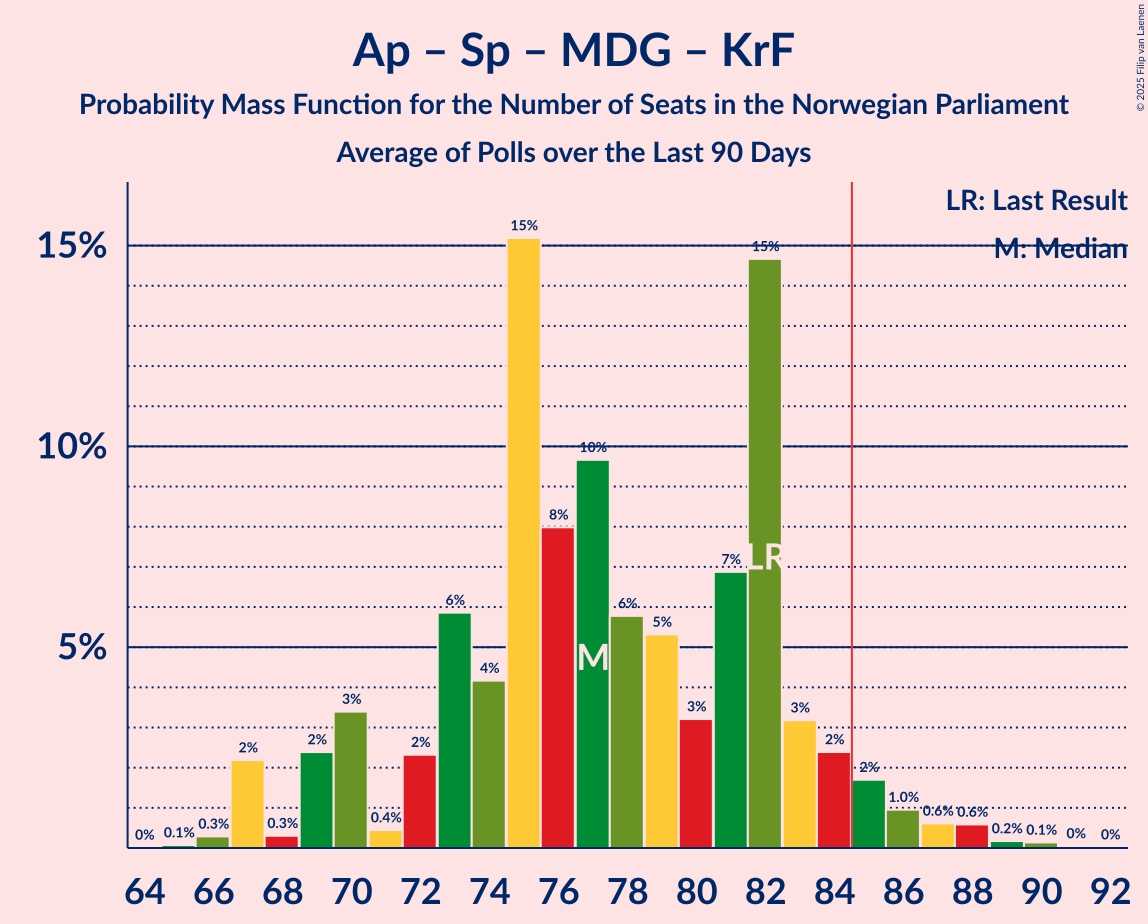 Ap – Sp – MDG – KrF
Probability Mass Function for the Number of Seats in the Norwegian Parliament
Average of Polls over the Last 90 Days
© 2025 Filip van Laenen
LR: Last Result
M: Median
15%
10%
5%
0% 0.1% 0.3% 2% 0.3% 2% 3% 0.4% 2% 6% 4% 15% 8% 10% 6% 5% 3% 7% 15% 3% 2% 2% 1.0% 0.6% 0.6% 0.2% 0.1% 0% 0%
LR
M
64 66 68 70 72 74 76 78 80 82 84 86 88 90 92